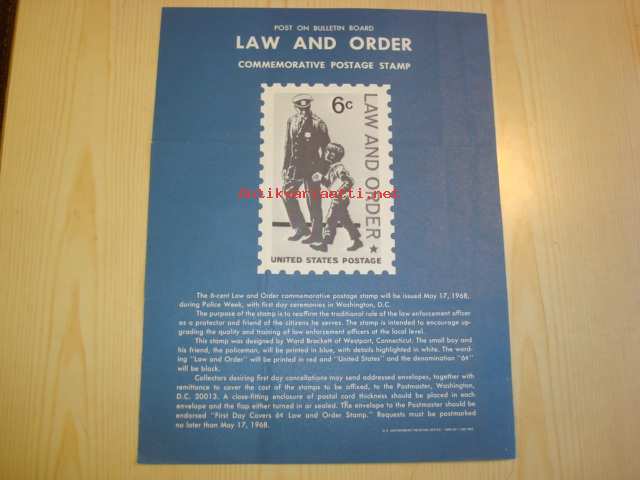 POST ON BULLETIN BOARD
LAW AND ORDER
COMMEMORATIVE POSTAGE STAMP
6c
LAW AND ORDER
UNITED STATES POSTAGE
Antikvariaatti.net
The 6-cent Law and Order commemorative postage stamp will be issued May 17, 1968,
during Police Week, with first day ceremonies in Washington, D.C.
The purpose of the stamp is to reaffirm the traditional role of the law enforcement officer
as a protector and friend of the citizens he serves. The stamp is intended to encourage up-
grading the quality and training of law enforcement officers at the local level.
This stamp was designed by Ward Brackett of Westport, Connecticut. The small boy and
his friend, the policeman, will be printed in blue, with details highlighted in white. The word-
ing "Law and Order" will be printed in red and "United States" and the denomination "6¢"
will be black.
Collectors desiring first day cancellations may send addressed envelopes, together with
remittance to cover the cost of the stamps to be affixed, to the Postmaster, Washington,
D.C. 20013. A close-fitting enclosure of postal card thickness should be placed in each
envelope and the flap either turned in or sealed. The envelope to the Postmaster should be
endorsed "First Day Covers 6¢ Law and Order Stamp." Requests must be postmarked
no later than May 17, 1968.
U.S. GOVERNMENT PRINTING OFFICE